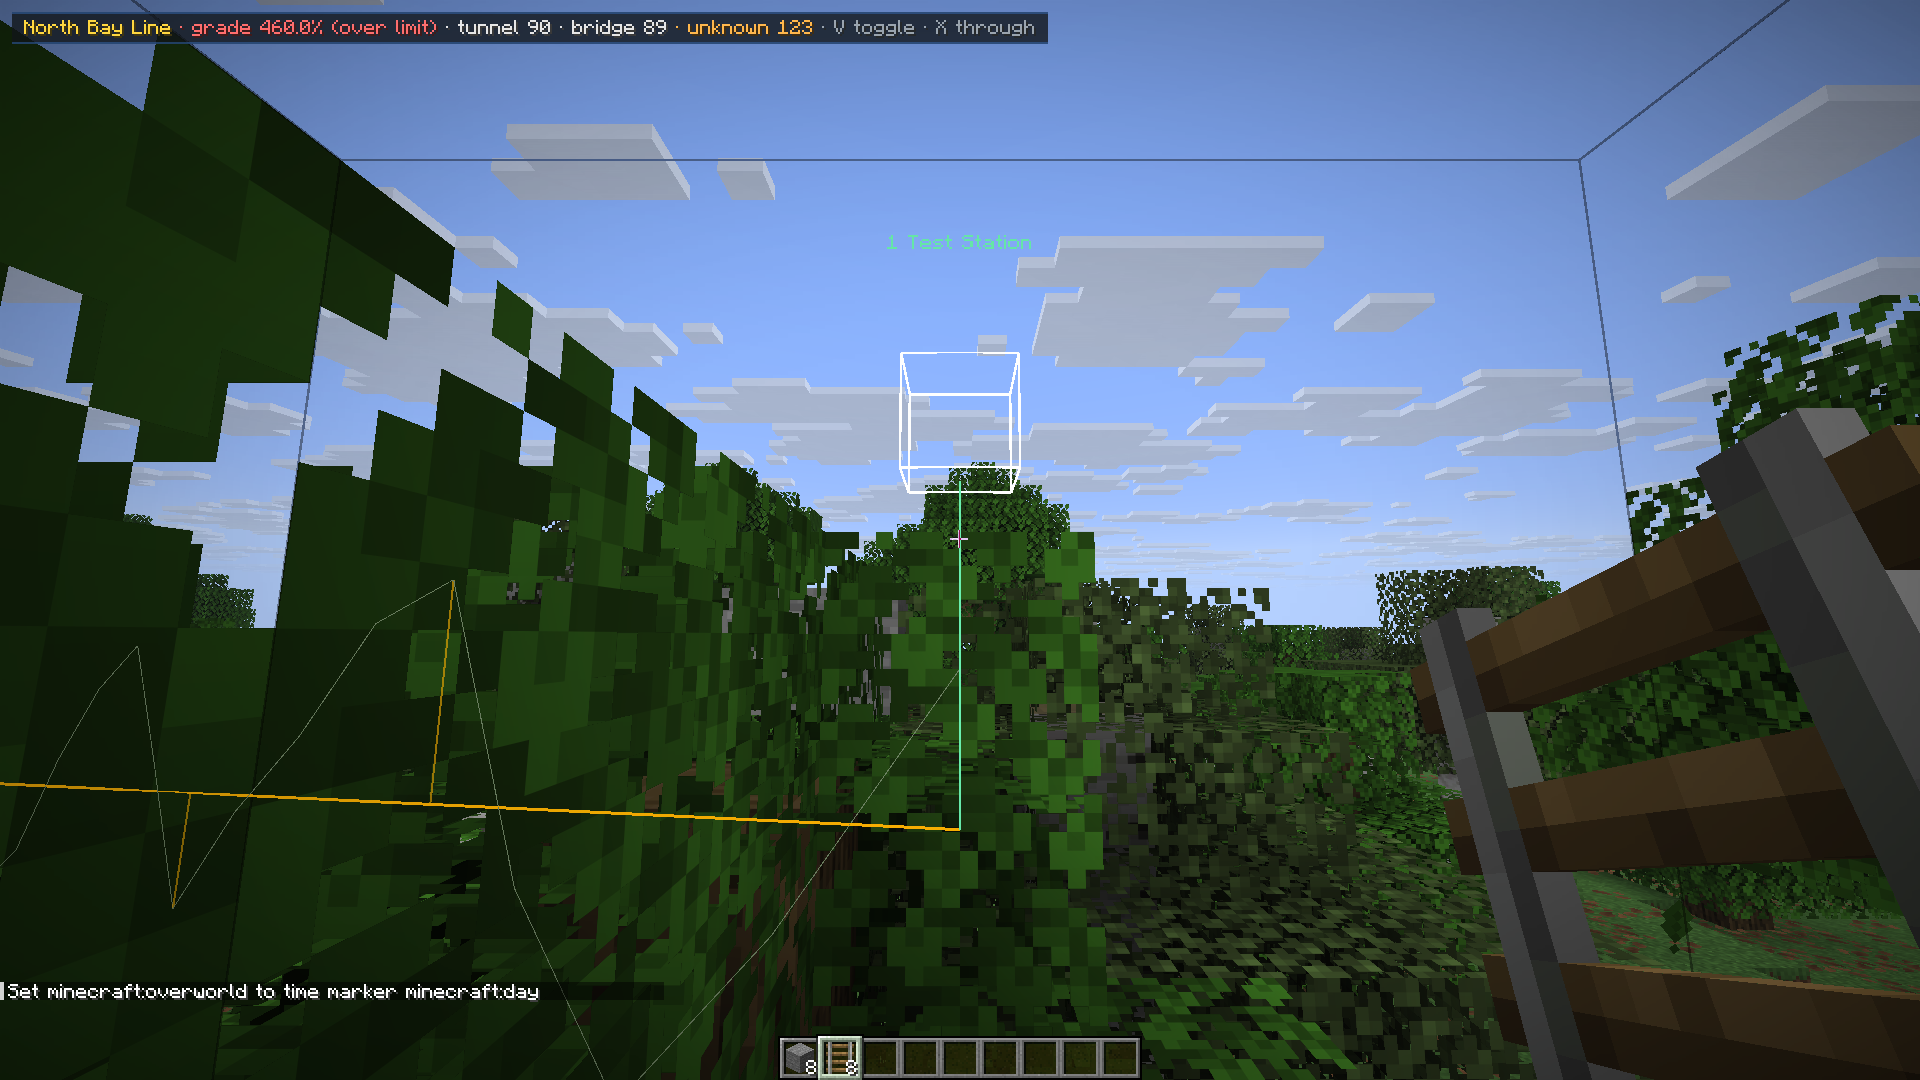 North Bay Line · grade 460.0% (over limit) · tunnel 90 · bridge 89 · unknown 123 · V toggle · X through
1 Test Station
Set minecraft:overworld to time marker minecraft:day
8 8